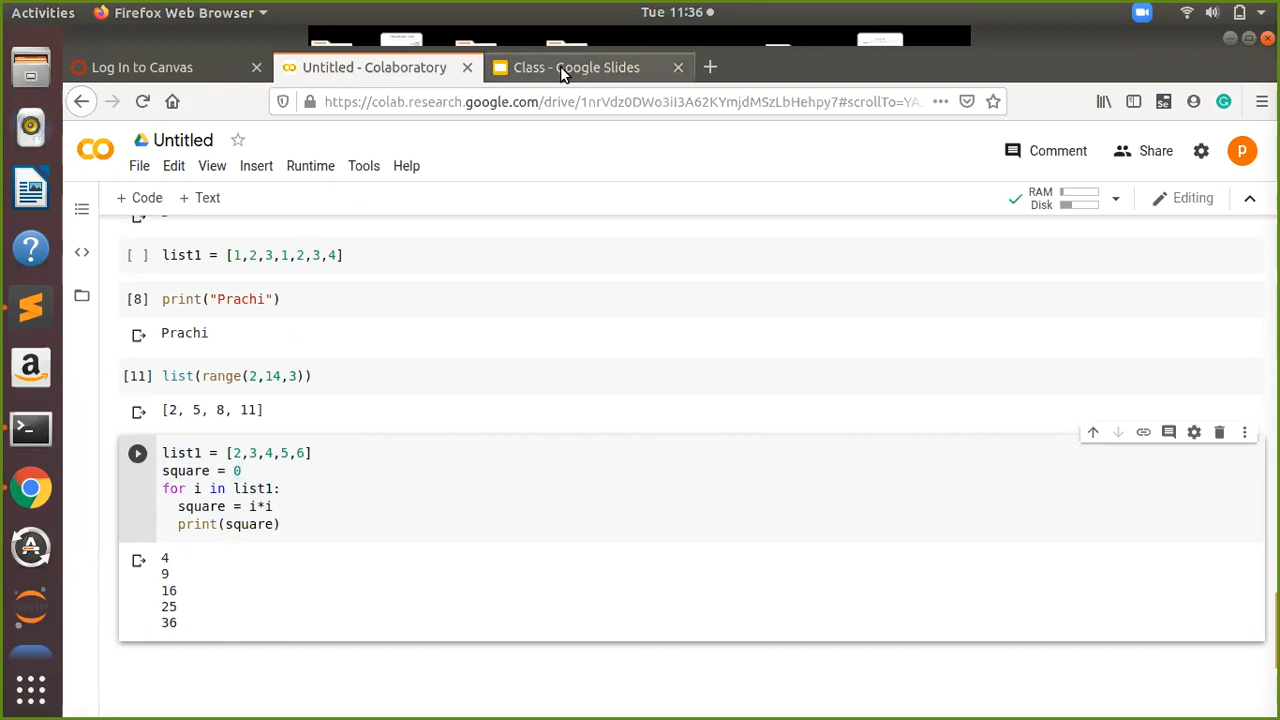 Activities Firefox Web Browser Tue 11:36
Log In to Canvas Untitled - Colaboratory Class - Google Slides
https://colab.research.google.com/drive/1nrVdz0DWo3iI3A62KYmjdMSzLbHehpy7#scrollTo=YA
Untitled
Comment Share p
File Edit View Insert Runtime Tools Help
+ Code + Text RAM Disk Editing
[ ] list1 = [1,2,3,1,2,3,4]
[8] print("Prachi")
Prachi
[11] list(range(2,14,3))
[2, 5, 8, 11]
list1 = [2,3,4,5,6]
square = 0
for i in list1:
square = i*i
print(square)
4
9
16
25
36